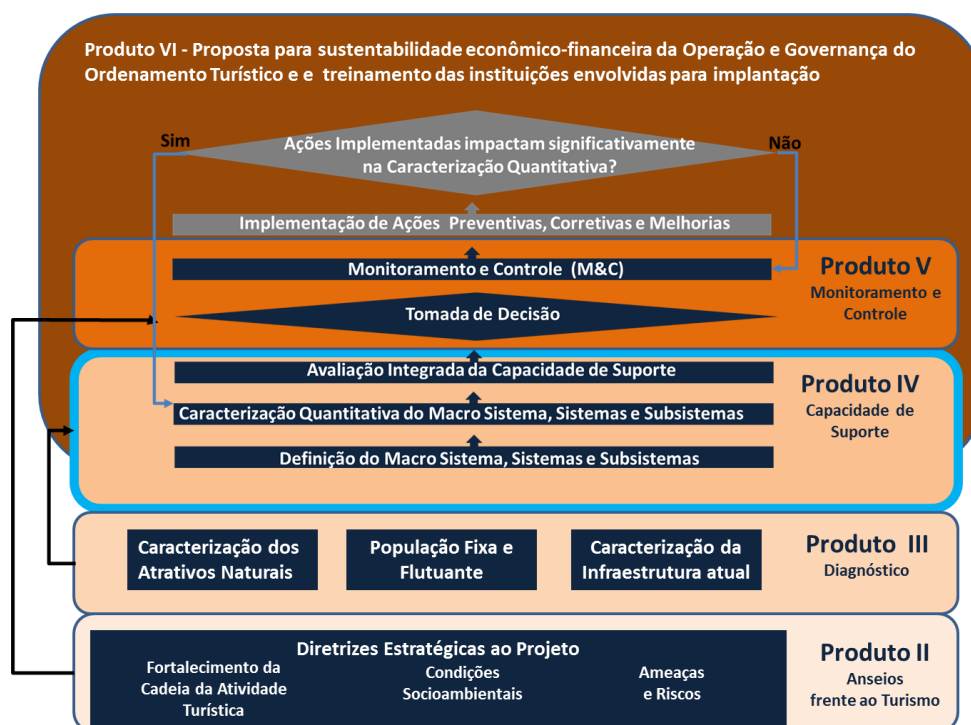 Produto VI - Proposta para sustentabilidade econômico-financeira da Operação e Governança do
Ordenamento Turístico e e treinamento das instituições envolvidas para implantação
Sim
Ações Implementadas impactam significativamente
na Caracterização Quantitativa?
Não
Implementação de Ações Preventivas, Corretivas e Melhorias
Monitoramento e Controle (M&C)
Produto V
Monitoramento e
Controle
Tomada de Decisão
Avaliação Integrada da Capacidade de Suporte
Produto IV
Capacidade de
Suporte
Caracterização Quantitativa do Macro Sistema, Sistemas e Subsistemas
Definição do Macro Sistema, Sistemas e Subsistemas
Caracterização dos
Atrativos Naturais
População Fixa e
Flutuante
Caracterização da
Infraestrutura atual
Produto III
Diagnóstico
Diretrizes Estratégicas ao Projeto
Fortalecimento da
Cadeia da Atividade
Turística
Condições
Socioambientais
Ameaças
e Riscos
Produto II
Anseios
frente ao Turismo